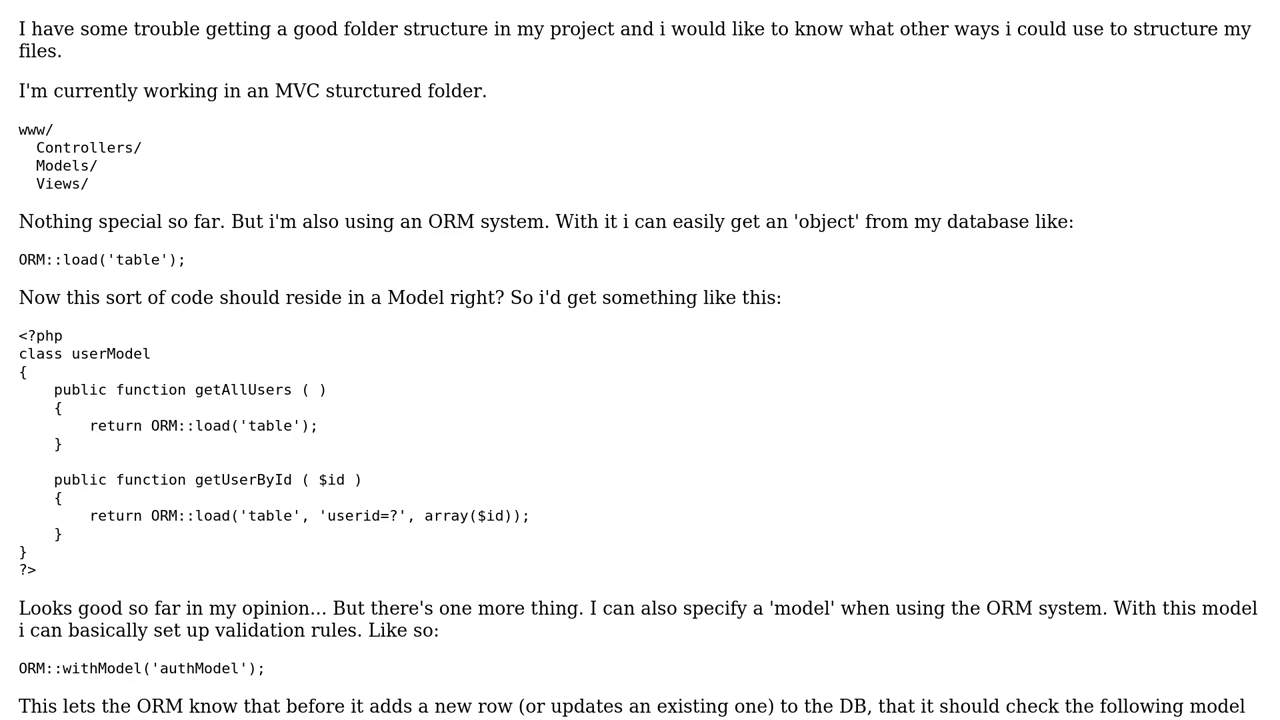 I have some trouble getting a good folder structure in my project and i would like to know what other ways i could use to structure my
files.
I'm currently working in an MVC sturctured folder.
www/
  Controllers/
  Models/
  Views/
Nothing special so far. But i'm also using an ORM system. With it i can easily get an 'object' from my database like:
ORM::load('table');
Now this sort of code should reside in a Model right? So i'd get something like this:
<?php
class userModel
{
    public function getAllUsers ( )
    {
        return ORM::load('table');
    }
    public function getUserById ( $id )
    {
        return ORM::load('table', 'userid=?', array($id));
    }
}
?>
Looks good so far in my opinion... But there's one more thing. I can also specify a 'model' when using the ORM system. With this model
i can basically set up validation rules. Like so:
ORM::withModel('authModel');
This lets the ORM know that before it adds a new row (or updates an existing one) to the DB, that it should check the following model